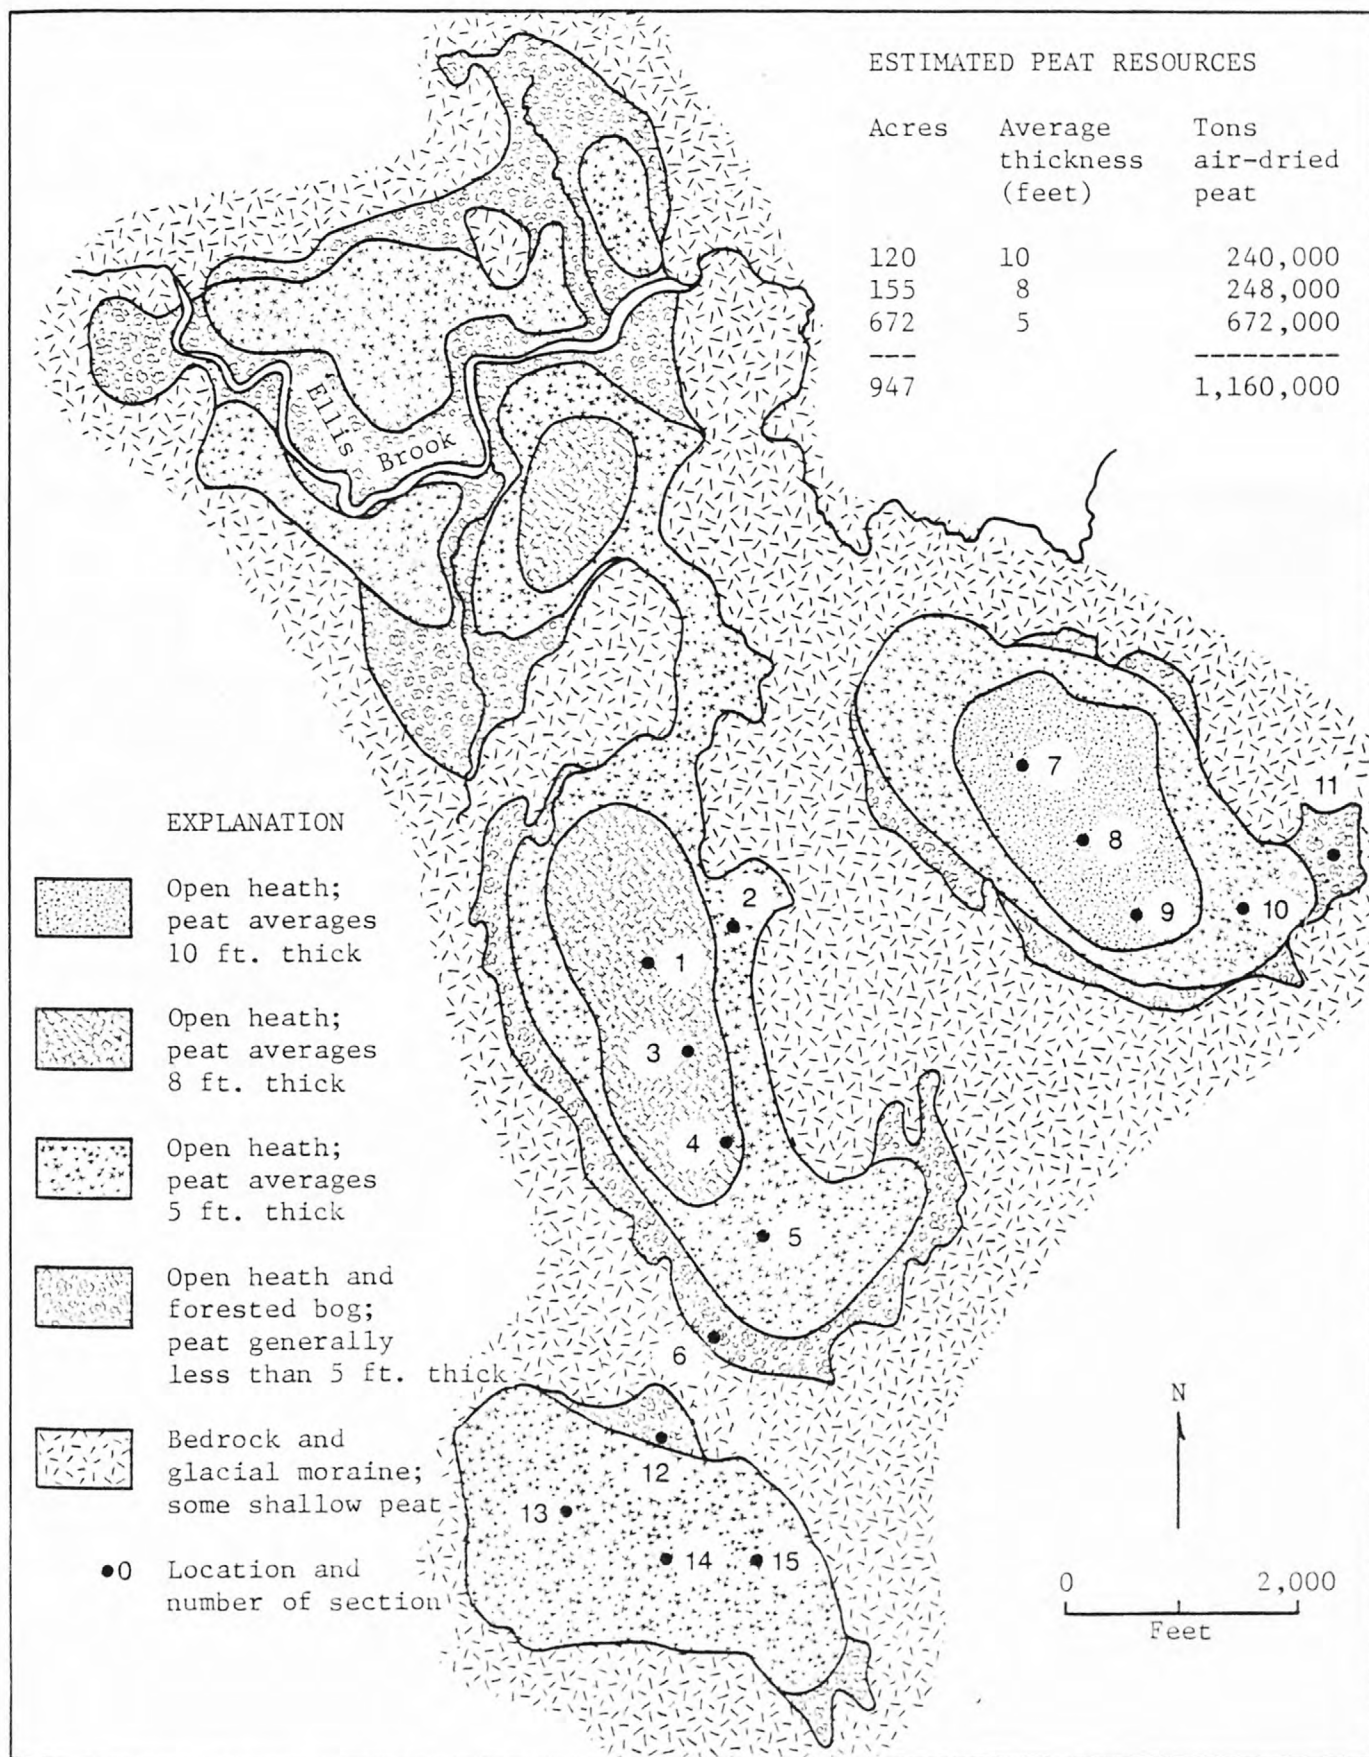 ESTIMATED PEAT RESOURCES
Acres Average Tons
thickness air-dried
(feet) peat
120 10 240,000
155 8 248,000
672 5 672,000
--- ---------
947 1,160,000
Ellis
Brook
7
11
8
9
10
2
1
3
4
5
6
12
13
14
15
EXPLANATION
Open heath;
peat averages
10 ft. thick
Open heath;
peat averages
8 ft. thick
Open heath;
peat averages
5 ft. thick
Open heath and
forested bog;
peat generally
less than 5 ft. thick
Bedrock and
glacial moraine;
some shallow peat
0 Location and
number of section
N
0 2,000
Feet